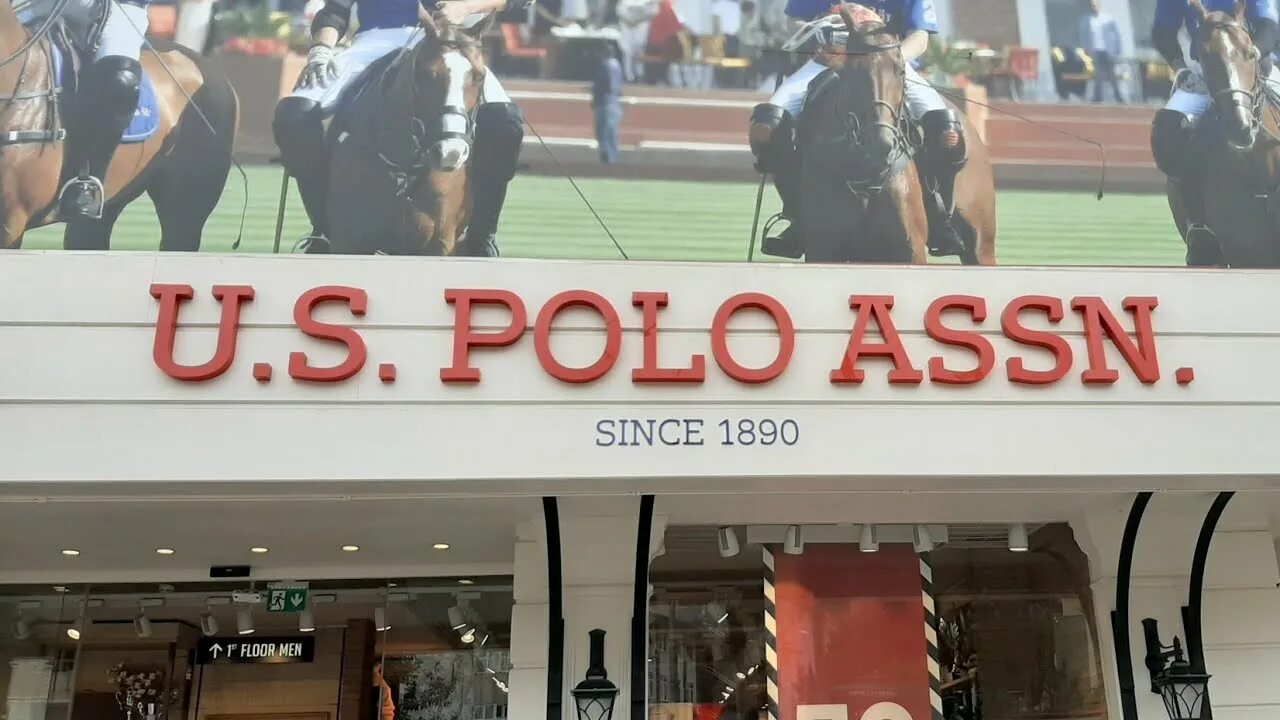 U.S. POLO ASSN.
SINCE 1890
↑ 1ST FLOOR MEN